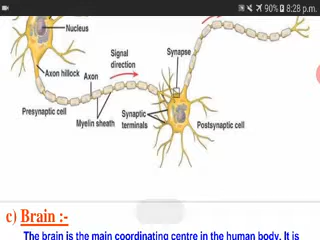 90% 8:28 p.m.
Nucleus
Signal
direction
Synapse
Axon hillock
Axon
Presynaptic cell
Myelin sheath
Synaptic
terminals
Postsynaptic cell
c) Brain :-
The brain is the main coordinating centre in the human body. It is